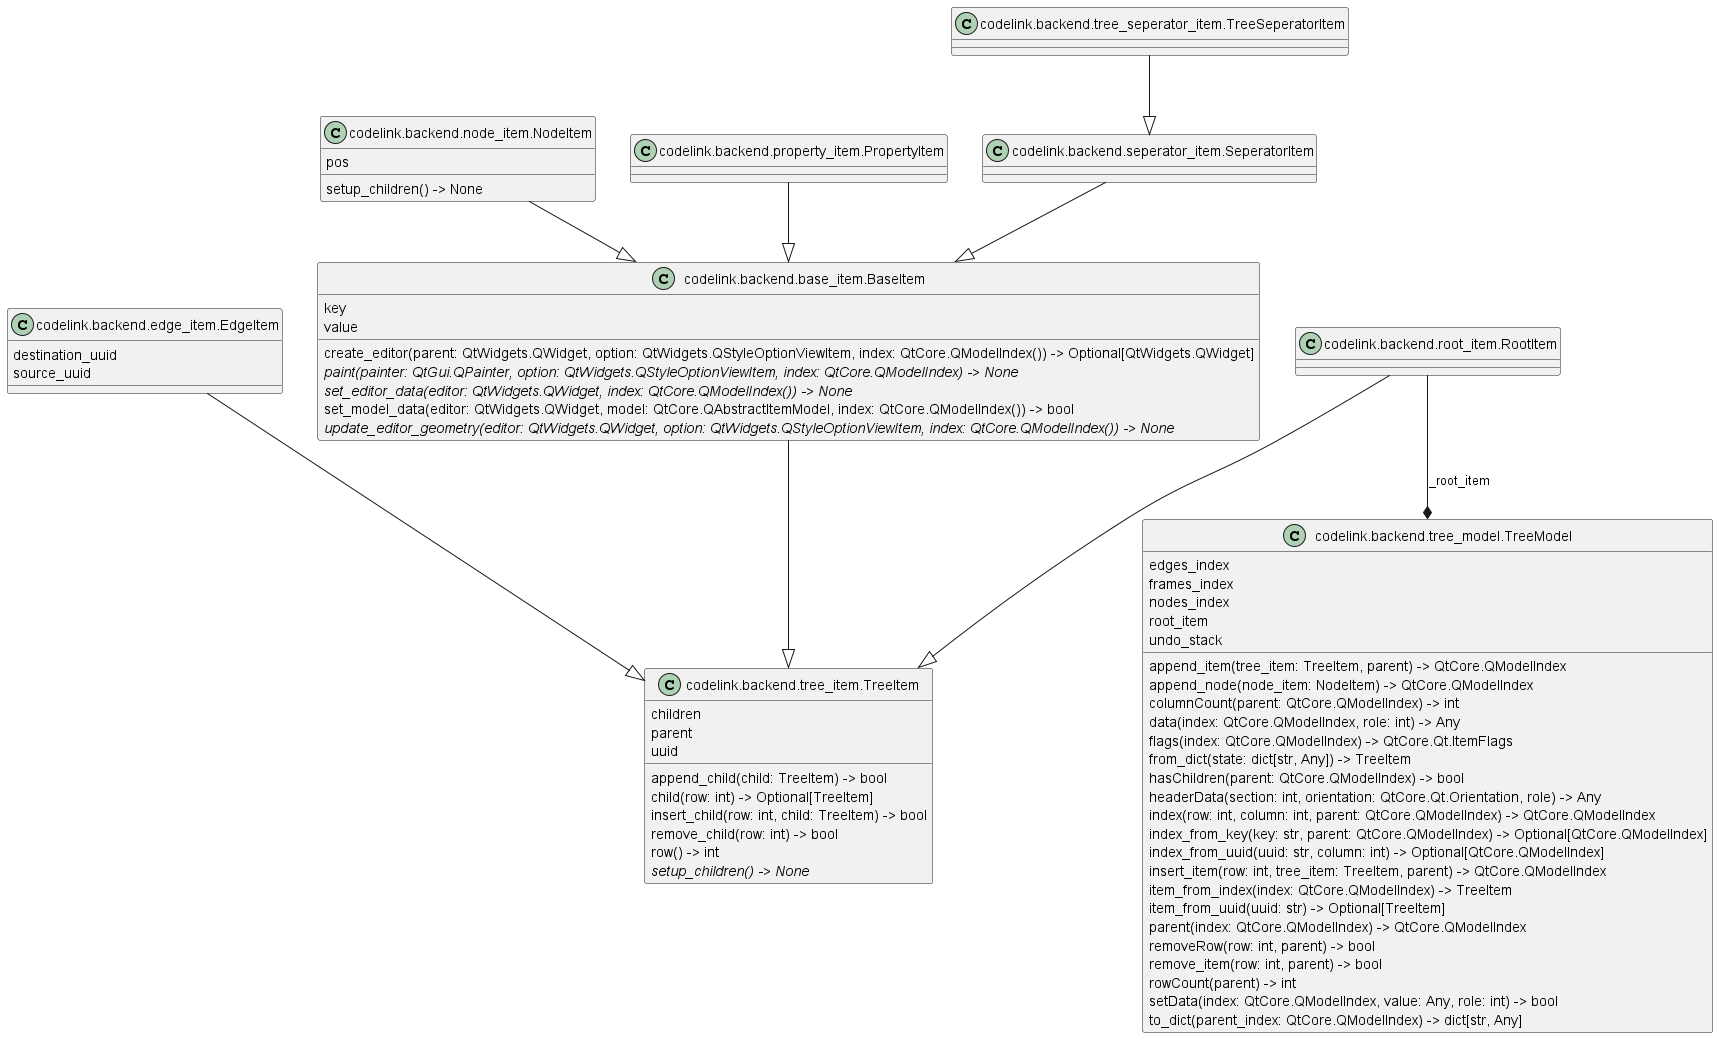 C codelink.backend.tree_seperator_item.TreeSeperatorItem
C codelink.backend.node_item.NodeItem
pos
setup_children() -> None
C codelink.backend.property_item.PropertyItem
C codelink.backend.seperator_item.SeperatorItem
C codelink.backend.base_item.BaseItem
key
value
create_editor(parent: QtWidgets.QWidget, option: QtWidgets.QStyleOptionViewItem, index: QtCore.QModelIndex()) -> Optional[QtWidgets.QWidget]
paint(painter: QtGui.QPainter, option: QtWidgets.QStyleOptionViewItem, index: QtCore.QModelIndex) -> None
set_editor_data(editor: QtWidgets.QWidget, index: QtCore.QModelIndex()) -> None
set_model_data(editor: QtWidgets.QWidget, model: QtCore.QAbstractItemModel, index: QtCore.QModelIndex()) -> bool
update_editor_geometry(editor: QtWidgets.QWidget, option: QtWidgets.QStyleOptionViewItem, index: QtCore.QModelIndex()) -> None
C codelink.backend.edge_item.EdgeItem
destination_uuid
source_uuid
C codelink.backend.root_item.RootItem
_root_item
C codelink.backend.tree_item.TreeItem
children
parent
uuid
append_child(child: TreeItem) -> bool
child(row: int) -> Optional[TreeItem]
insert_child(row: int, child: TreeItem) -> bool
remove_child(row: int) -> bool
row() -> int
setup_children() -> None
C codelink.backend.tree_model.TreeModel
edges_index
frames_index
nodes_index
root_item
undo_stack
append_item(tree_item: TreeItem, parent) -> QtCore.QModelIndex
append_node(node_item: NodeItem) -> QtCore.QModelIndex
columnCount(parent: QtCore.QModelIndex) -> int
data(index: QtCore.QModelIndex, role: int) -> Any
flags(index: QtCore.QModelIndex) -> QtCore.Qt.ItemFlags
from_dict(state: dict[str, Any]) -> TreeItem
hasChildren(parent: QtCore.QModelIndex) -> bool
headerData(section: int, orientation: QtCore.Qt.Orientation, role) -> Any
index(row: int, column: int, parent: QtCore.QModelIndex) -> QtCore.QModelIndex
index_from_key(key: str, parent: QtCore.QModelIndex) -> Optional[QtCore.QModelIndex]
index_from_uuid(uuid: str, column: int) -> Optional[QtCore.QModelIndex]
insert_item(row: int, tree_item: TreeItem, parent) -> QtCore.QModelIndex
item_from_index(index: QtCore.QModelIndex) -> TreeItem
item_from_uuid(uuid: str) -> Optional[TreeItem]
parent(index: QtCore.QModelIndex) -> QtCore.QModelIndex
removeRow(row: int, parent) -> bool
remove_item(row: int, parent) -> bool
rowCount(parent) -> int
setData(index: QtCore.QModelIndex, value: Any, role: int) -> bool
to_dict(parent_index: QtCore.QModelIndex) -> dict[str, Any]